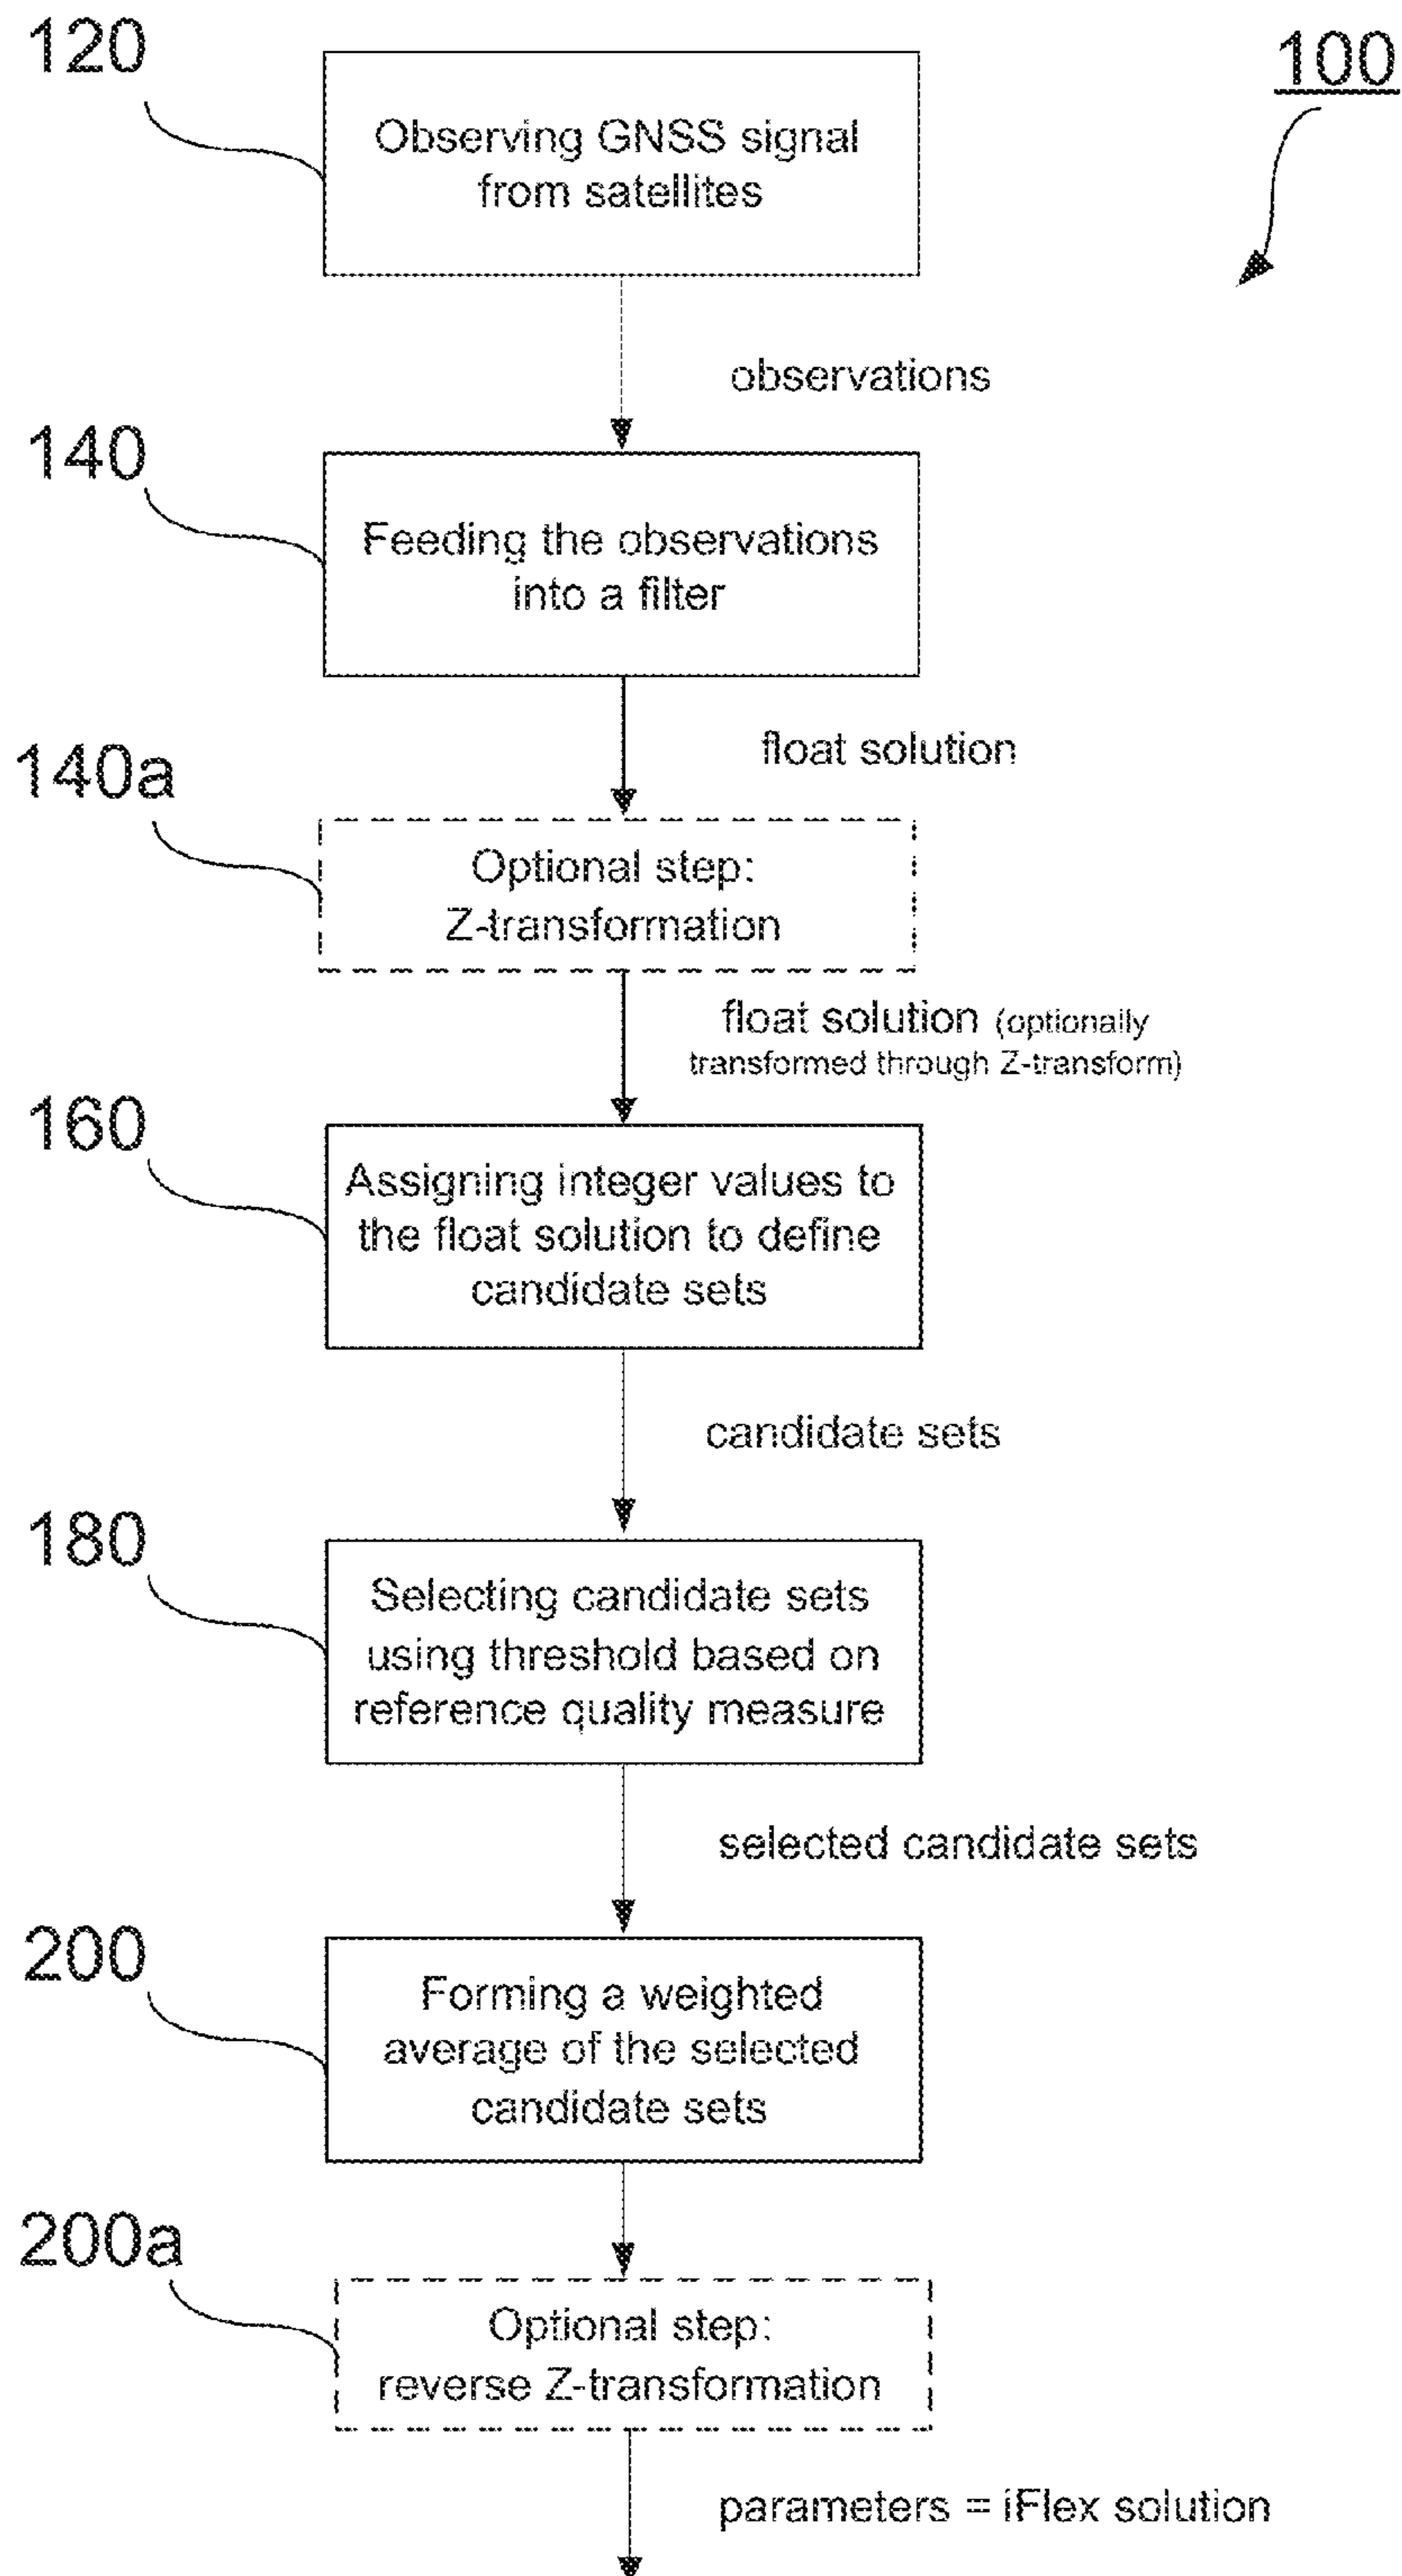 120
100
Observing GNSS signal
from satellites
observations
140
Feeding the observations
into a filter
float solution
140a
Optional step:
Z-transformation
float solution (optionally
transformed through Z-transform)
160
Assigning integer values to
the float solution to define
candidate sets
candidate sets
180
Selecting candidate sets
using threshold based on
reference quality measure
selected candidate sets
200
Forming a weighted
average of the selected
candidate sets
200a
Optional step:
reverse Z-transformation
parameters = iFlex solution